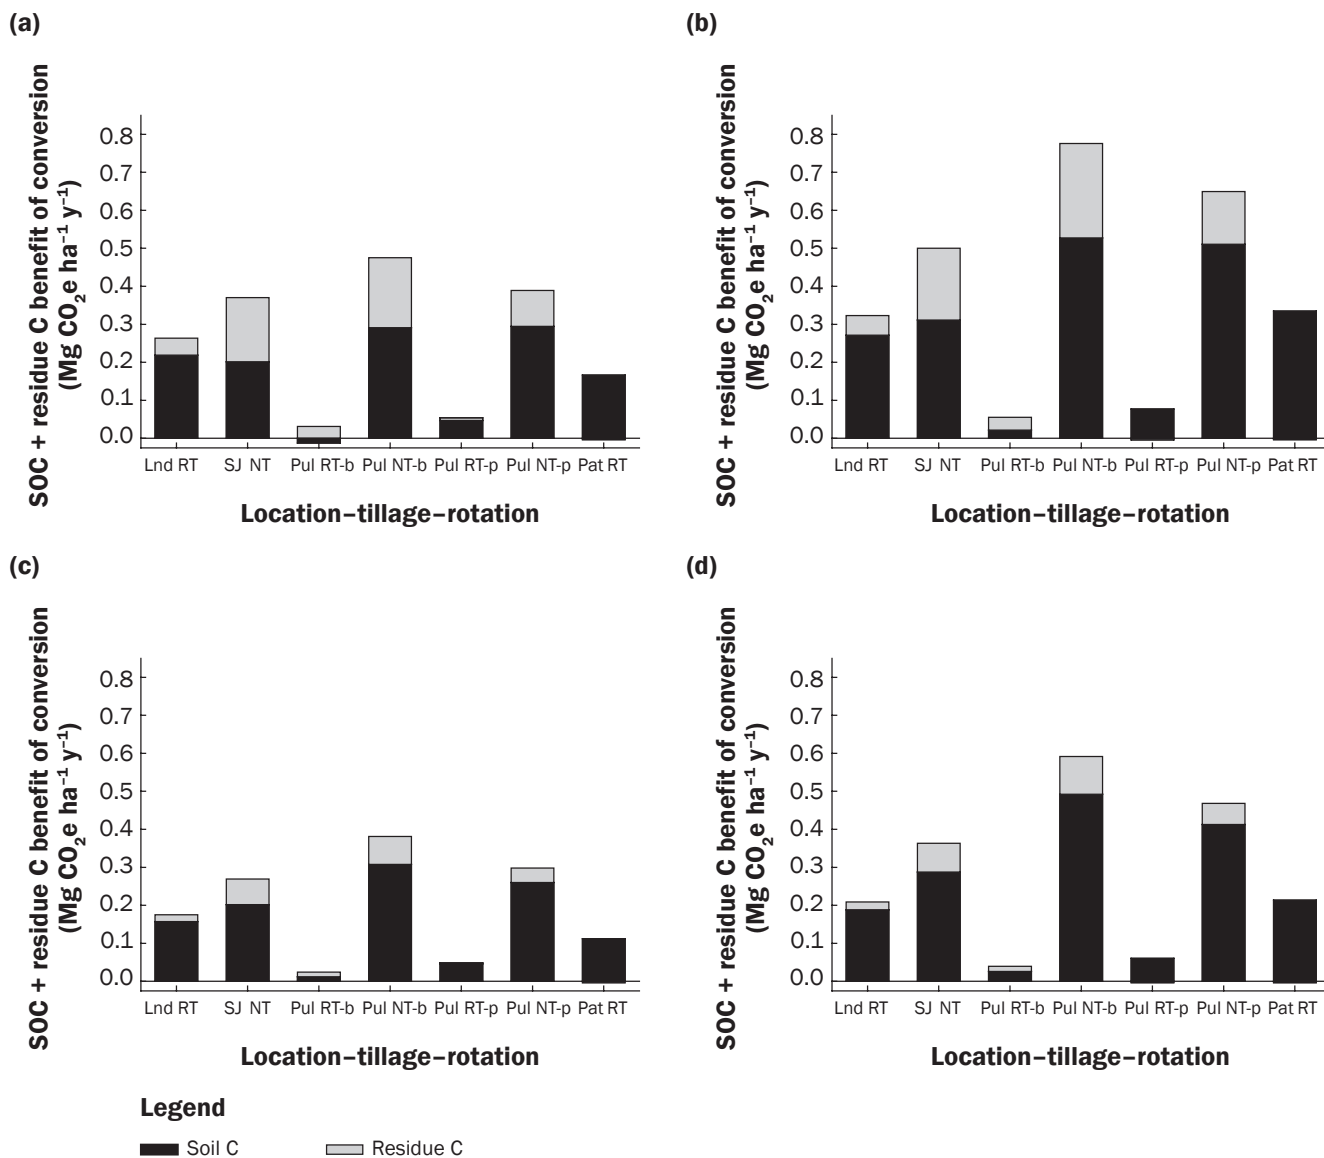 (a)
SOC + residue C benefit of conversion
(Mg CO₂e ha⁻¹ y⁻¹)
0.8
0.7
0.6
0.5
0.4
0.3
0.2
0.1
0.0
Lnd RT SJ NT Pul RT-b Pul NT-b Pul RT-p Pul NT-p Pat RT
Location–tillage–rotation
(b)
SOC + residue C benefit of conversion
(Mg CO₂e ha⁻¹ y⁻¹)
0.8
0.7
0.6
0.5
0.4
0.3
0.2
0.1
0.0
Lnd RT SJ NT Pul RT-b Pul NT-b Pul RT-p Pul NT-p Pat RT
Location–tillage–rotation
(c)
SOC + residue C benefit of conversion
(Mg CO₂e ha⁻¹ y⁻¹)
0.8
0.7
0.6
0.5
0.4
0.3
0.2
0.1
0.0
Lnd RT SJ NT Pul RT-b Pul NT-b Pul RT-p Pul NT-p Pat RT
Location–tillage–rotation
(d)
SOC + residue C benefit of conversion
(Mg CO₂e ha⁻¹ y⁻¹)
0.8
0.7
0.6
0.5
0.4
0.3
0.2
0.1
0.0
Lnd RT SJ NT Pul RT-b Pul NT-b Pul RT-p Pul NT-p Pat RT
Location–tillage–rotation
Legend
Soil C Residue C